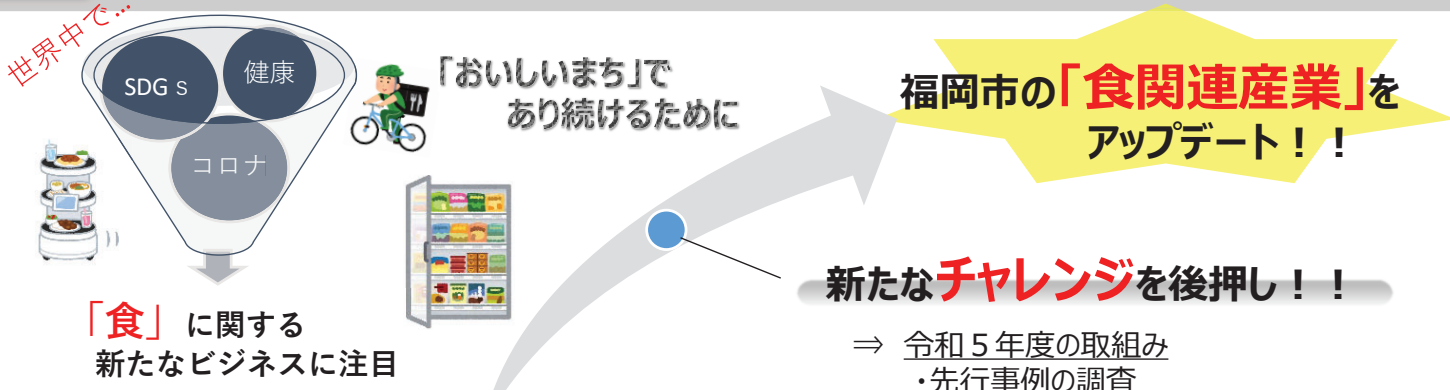 世界中で…
SDGｓ
健康
コロナ
「食」に関する
新たなビジネスに注目
「おいしいまち」で
あり続けるために
福岡市の「食関連産業」を
アップデート！！
新たなチャレンジを後押し！！
⇒ 令和５年度の取組み
・先行事例の調査